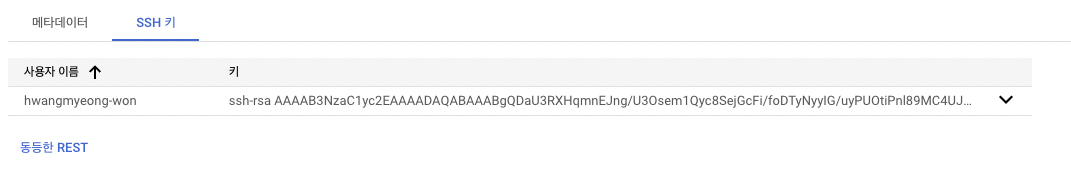 메타데이터 SSH 키
사용자 이름 키
hwangmyeong-won ssh-rsa AAAAB3NzaC1yc2EAAAADAQABAAABgQDaU3RXHqmnEJng/U3Osem1Qyc8SejGcFi/foDTyNyyIG/uyPUOtiPnl89MC4UJ...
동등한 REST